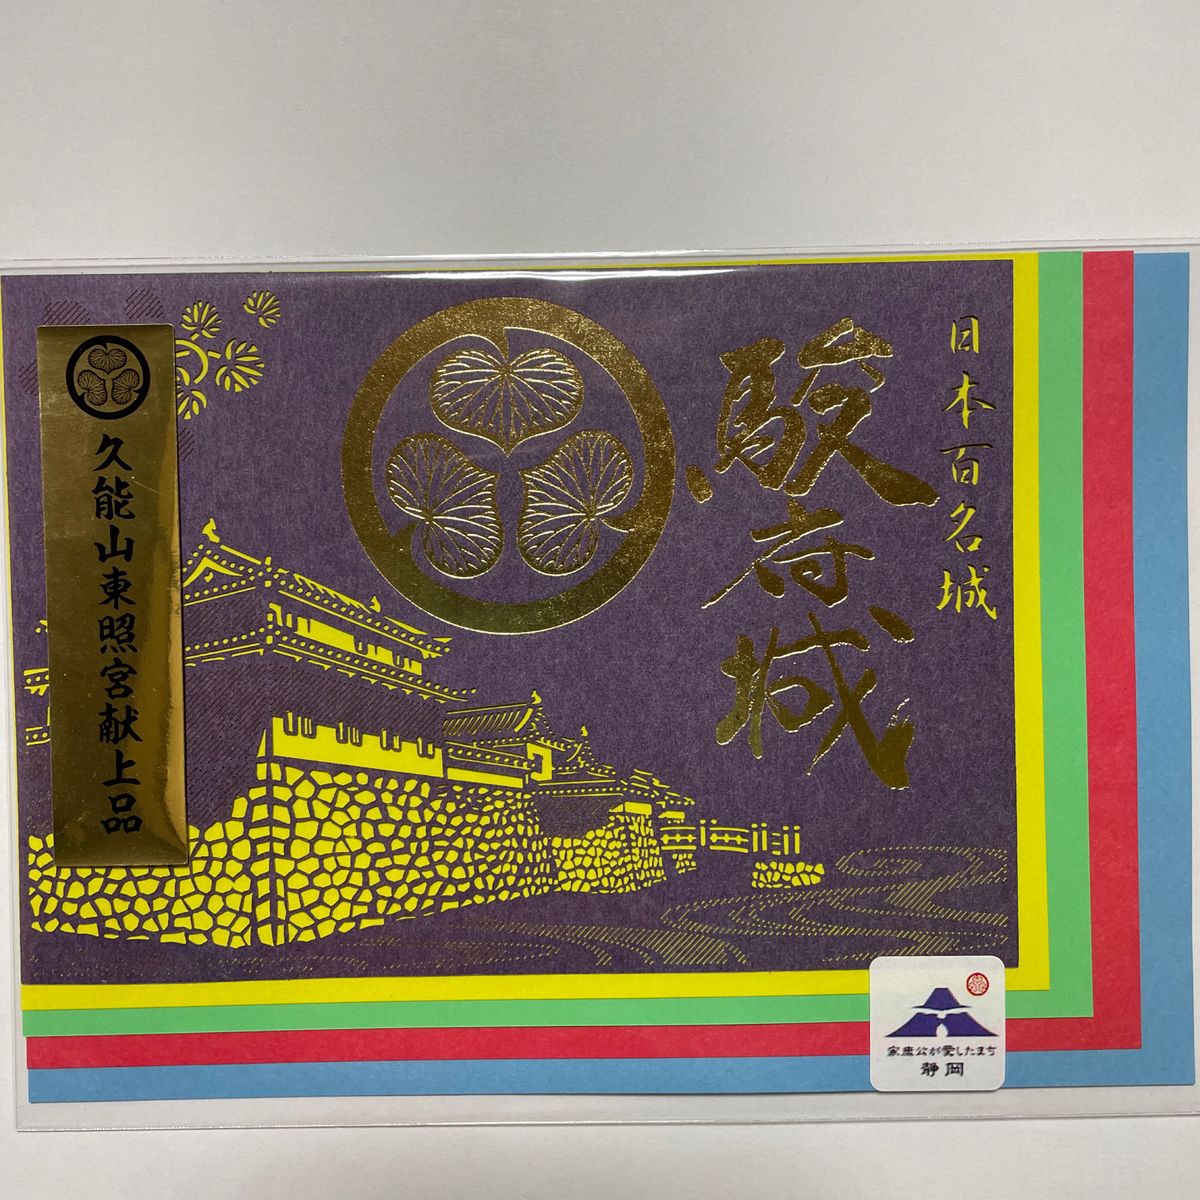 日本百名城
駿府城
久能山東照宮献上品
家康公が愛したまち
静岡